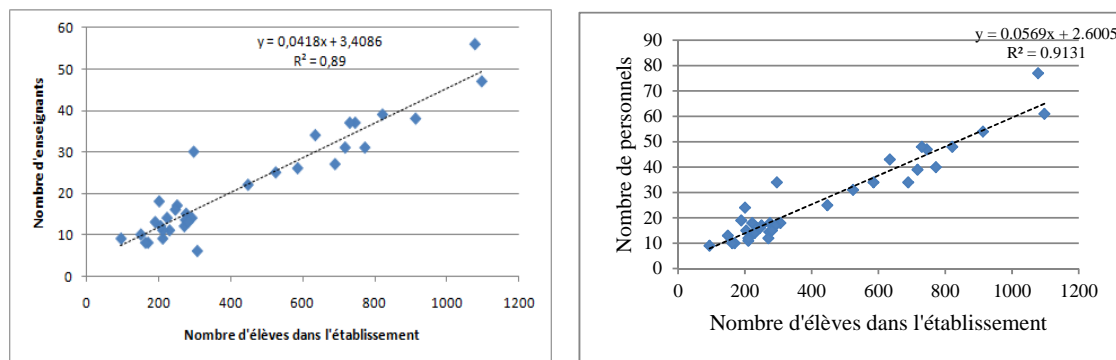 y = 0,0418x + 3,4086
R² = 0,89
Nombre d'enseignants
60
50
40
30
20
10
0
0 200 400 600 800 1000 1200
Nombre d'élèves dans l'établissement
y = 0.0569x + 2.6005
R² = 0.9131
Nombre de personnels
90
80
70
60
50
40
30
20
10
0
0 200 400 600 800 1000 1200
Nombre d'élèves dans l'établissement